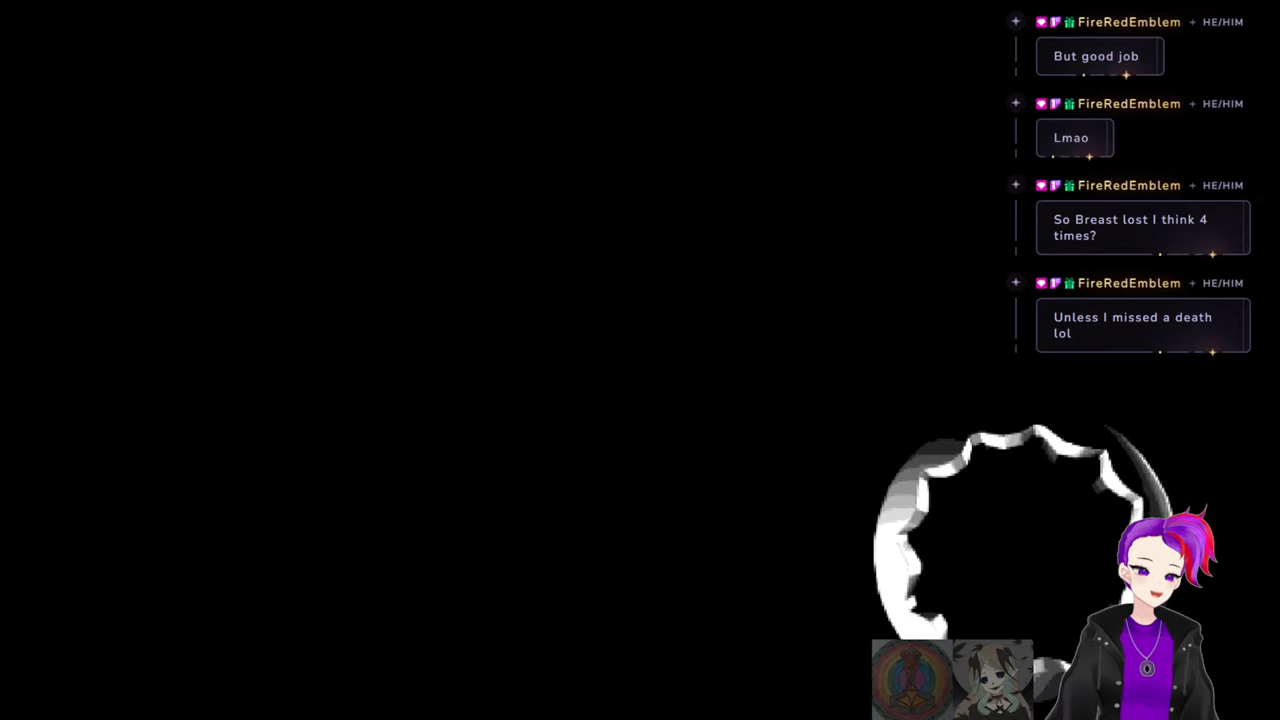 FireRedEmblem HE/HIM
But good job
FireRedEmblem HE/HIM
Lmao
FireRedEmblem HE/HIM
So Breast lost I think 4
times?
FireRedEmblem HE/HIM
Unless I missed a death
lol